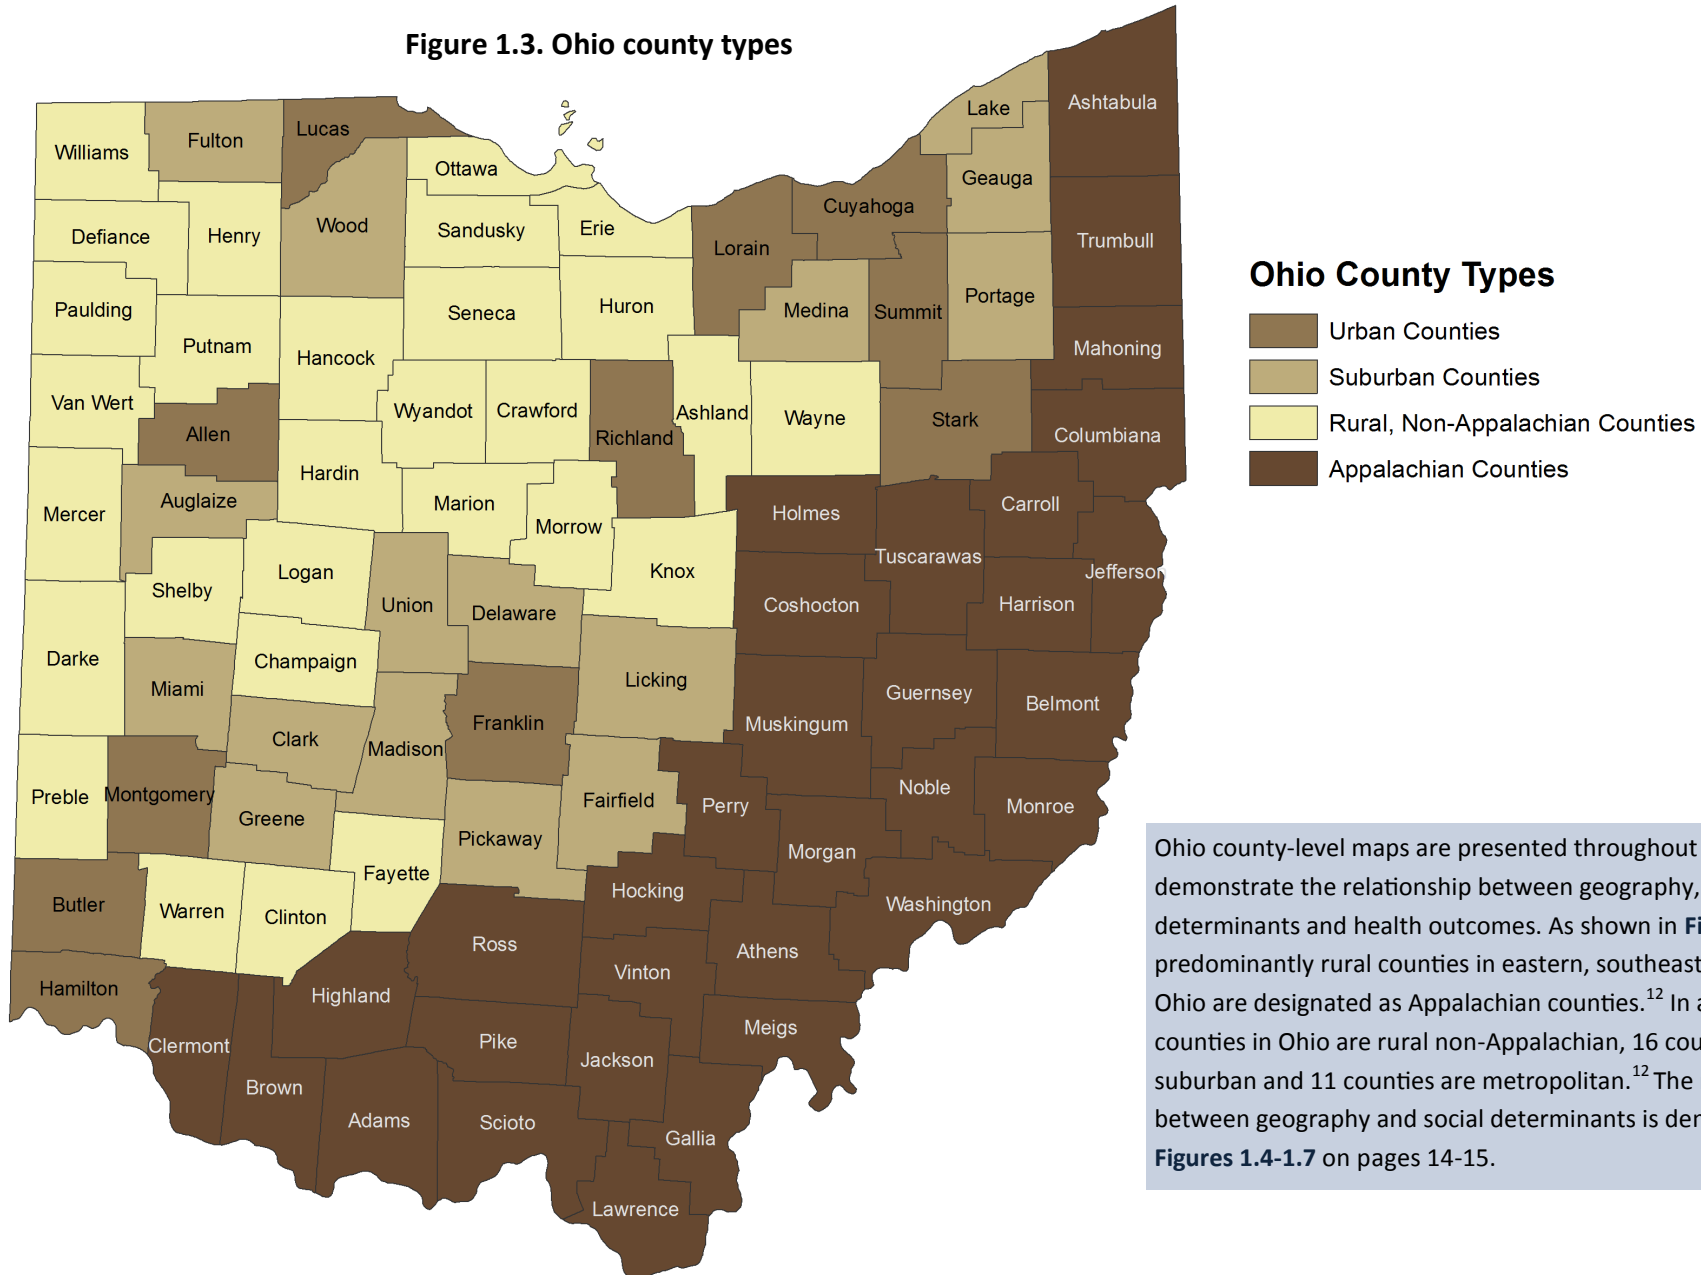 Figure 1.3. Ohio county types
Ashtabula
Lake
Lucas
Fulton
Williams
Ottawa
Geauga
Cuyahoga
Wood
Erie
Sandusky
Henry
Defiance
Trumbull
Lorain
Portage
Huron
Medina
Summit
Seneca
Paulding
Putnam
Hancock
Mahoning
Van Wert
Wyandot
Crawford
Ashland
Wayne
Stark
Allen
Richland
Columbiana
Hardin
Auglaize
Marion
Mercer
Morrow
Holmes
Carroll
Tuscarawas
Jefferson
Knox
Logan
Shelby
Union
Delaware
Coshocton
Harrison
Darke
Champaign
Miami
Licking
Guernsey
Belmont
Franklin
Muskingum
Clark
Madison
Noble
Preble
Montgomery
Fairfield
Perry
Monroe
Greene
Pickaway
Morgan
Fayette
Hocking
Washington
Butler
Warren
Clinton
Ross
Athens
Vinton
Hamilton
Highland
Meigs
Pike
Clermont
Jackson
Brown
Adams
Scioto
Gallia
Lawrence
Ohio County Types
Urban Counties
Suburban Counties
Rural, Non-Appalachian Counties
Appalachian Counties
Ohio county-level maps are presented throughout
demonstrate the relationship between geography,
determinants and health outcomes. As shown in
predominantly rural counties in eastern, southeast
Ohio are designated as Appalachian counties.12 In
counties in Ohio are rural non-Appalachian, 16
suburban and 11 counties are metropolitan.12 The
between geography and social determinants is
Figures 1.4-1.7 on pages 14-15.